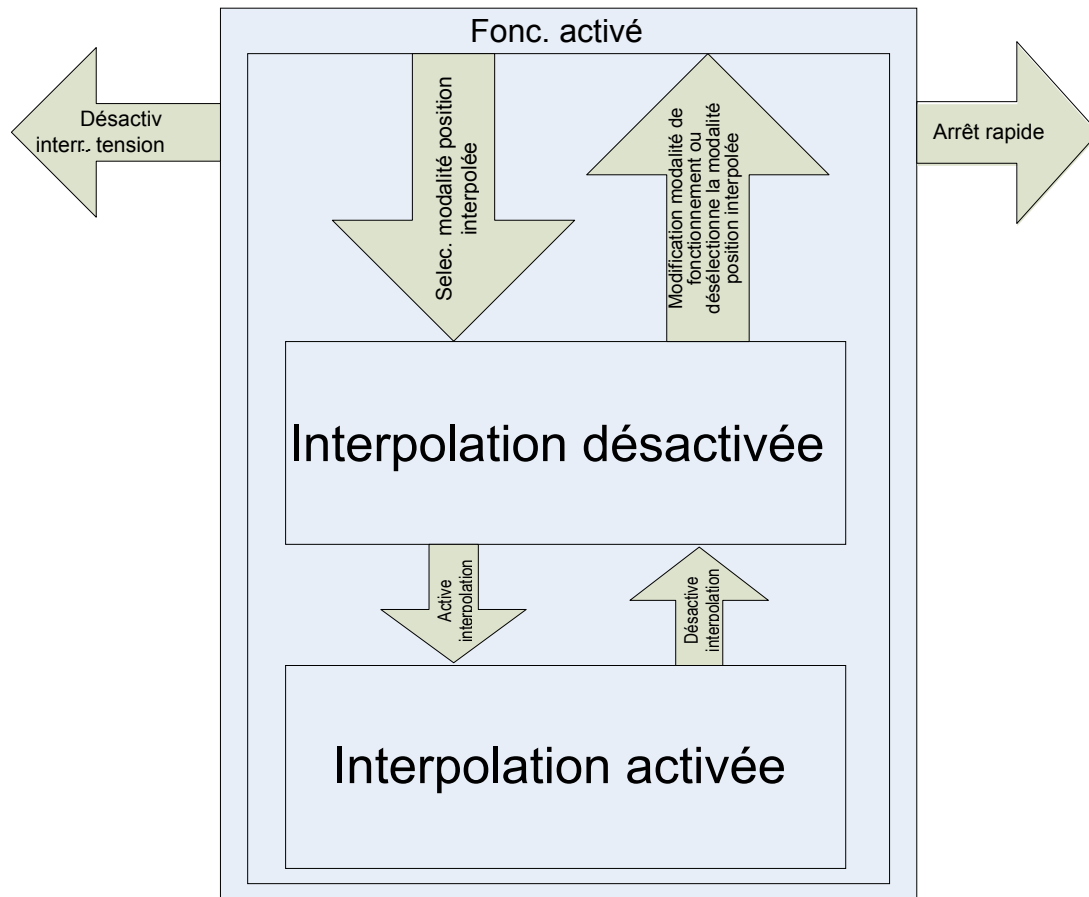 Fonc. activé
Désactiv
interr. tension
Selec. modalité position
interpolée
Modification modalité de
fonctionnement ou
désélectionne la modalité
position interpolée
Arrêt rapide
Interpolation désactivée
Active
interpolation
Désactive
interpolation
Interpolation activée